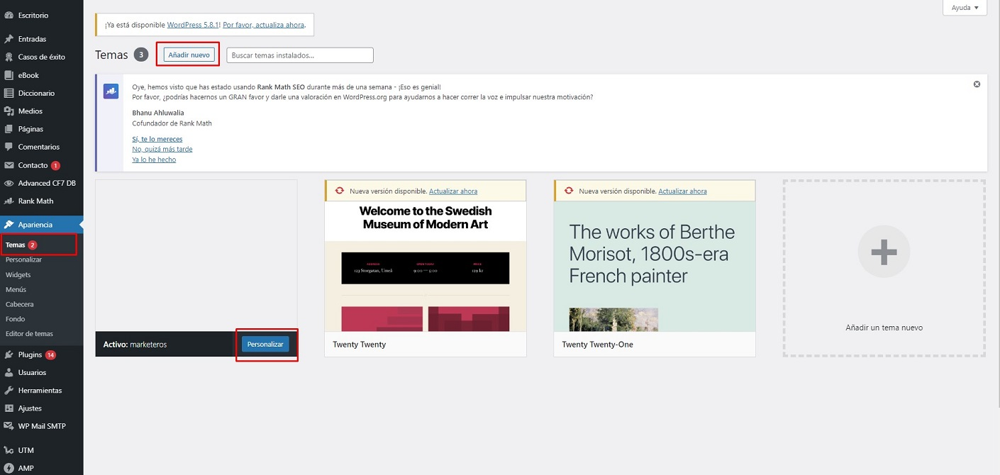 Escritorio
Entradas
Casos de éxito
eBook
Diccionario
Medios
Páginas
Comentarios
Contacto 1
Advanced CF7 DB
Rank Math
Apariencia
Temas 2
Personalizar
Widgets
Menús
Cabecera
Fondo
Editor de temas
Plugins 14
Usuarios
Herramientas
Ajustes
WP Mail SMTP
UTM
AMP
Ayuda
¡Ya está disponible WordPress 5.8.1! Por favor, actualiza ahora.
Temas 3 Añadir nuevo Buscar temas instalados...
Oye, hemos visto que has estado usando Rank Math SEO durante más de una semana - ¡Eso es genial!
Por favor, ¿podrías hacernos un GRAN favor y darle una valoración en WordPress.org para ayudarnos a hacer correr la voz e impulsar nuestra motivación?
Bhanu Ahluwalia
Cofundador de Rank Math
Sí, te lo mereces
No, quizá más tarde
Ya lo he hecho
Activo: marketeros Personalizar
Nueva versión disponible. Actualizar ahora
Welcome to the Swedish
Museum of Modern Art
ADDRESS OPEN TODAY PRICE
123 Storgatan, Umeå 9:00 — 5:00 129 kr
Twenty Twenty
Nueva versión disponible. Actualizar ahora
The works of Berthe
Morisot, 1800s-era
French painter
Twenty Twenty-One
Añadir un tema nuevo